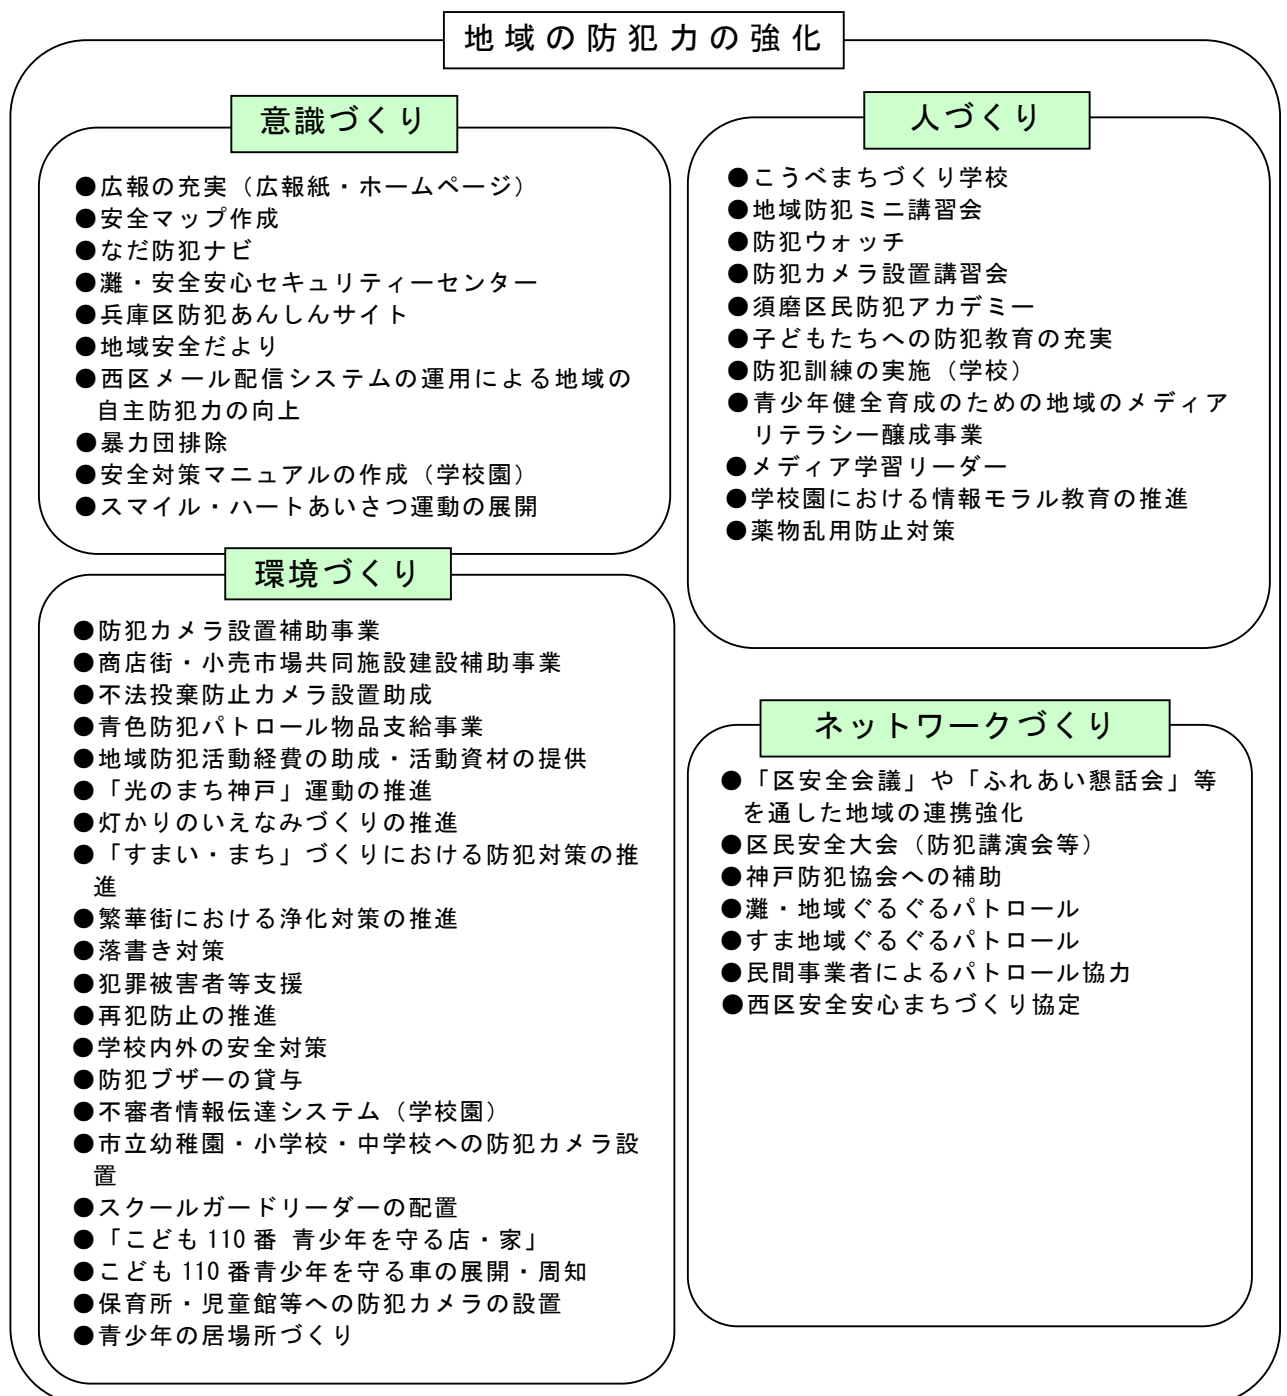 地域の防犯力の強化
意識づくり
●広報の充実（広報紙・ホームページ）
●安全マップ作成
●なだ防犯ナビ
●灘・安全安心セキュリティーセンター
●兵庫区防犯あんしんサイト
●地域安全だより
●西区メール配信システムの運用による地域の
自主防犯力の向上
●暴力団排除
●安全対策マニュアルの作成（学校園）
●スマイル・ハートあいさつ運動の展開
人づくり
●こうべまちづくり学校
●地域防犯ミニ講習会
●防犯ウォッチ
●防犯カメラ設置講習会
●須磨区民防犯アカデミー
●子どもたちへの防犯教育の充実
●防犯訓練の実施（学校）
●青少年健全育成のための地域のメディア
リテラシー醸成事業
●メディア学習リーダー
●学校園における情報モラル教育の推進
●薬物乱用防止対策
環境づくり
●防犯カメラ設置補助事業
●商店街・小売市場共同施設建設補助事業
●不法投棄防止カメラ設置助成
●青色防犯パトロール物品支給事業
●地域防犯活動経費の助成・活動資材の提供
●「光のまち神戸」運動の推進
●灯かりのいえなみづくりの推進
●「すまい・まち」づくりにおける防犯対策の推
進
●繁華街における浄化対策の推進
●落書き対策
●犯罪被害者等支援
●再犯防止の推進
●学校内外の安全対策
●防犯ブザーの貸与
●不審者情報伝達システム（学校園）
●市立幼稚園・小学校・中学校への防犯カメラ設
置
●スクールガードリーダーの配置
●「こども110番 青少年を守る店・家」
●こども110番青少年を守る車の展開・周知
●保育所・児童館等への防犯カメラの設置
●青少年の居場所づくり
ネットワークづくり
●「区安全会議」や「ふれあい懇話会」等
を通した地域の連携強化
●区民安全大会（防犯講演会等）
●神戸防犯協会への補助
●灘・地域ぐるぐるパトロール
●すま地域ぐるぐるパトロール
●民間事業者によるパトロール協力
●西区安全安心まちづくり協定